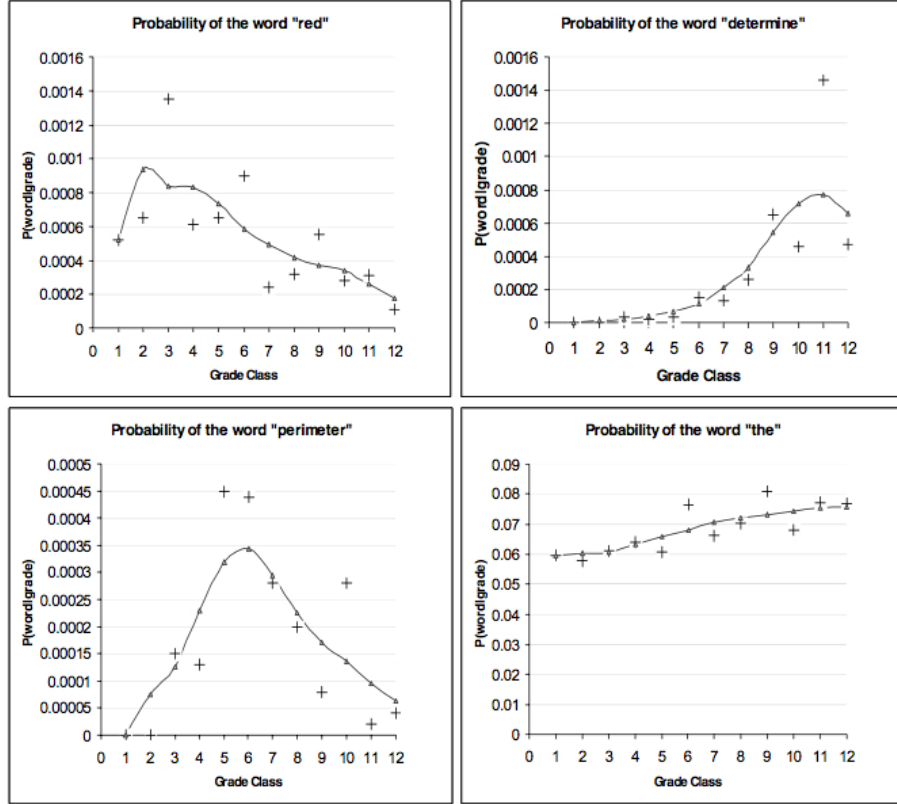 Probability of the word "red"
0.0016
0.0014
0.0012
0.001
0.0008
0.0006
0.0004
0.0002
0
P(word|grade)
0 1 2 3 4 5 6 7 8 9 10 11 12
Grade Class
Probability of the word "determine"
0.0016
0.0014
0.0012
0.001
0.0008
0.0006
0.0004
0.0002
0
P(word|grade)
0 1 2 3 4 5 6 7 8 9 10 11 12
Grade Class
Probability of the word "perimeter"
0.0005
0.00045
0.0004
0.00035
0.0003
0.00025
0.0002
0.00015
0.0001
0.00005
0
P(word|grade)
0 1 2 3 4 5 6 7 8 9 10 11 12
Grade Class
Probability of the word "the"
0.09
0.08
0.07
0.06
0.05
0.04
0.03
0.02
0.01
0
P(word|grade)
0 1 2 3 4 5 6 7 8 9 10 11 12
Grade Class